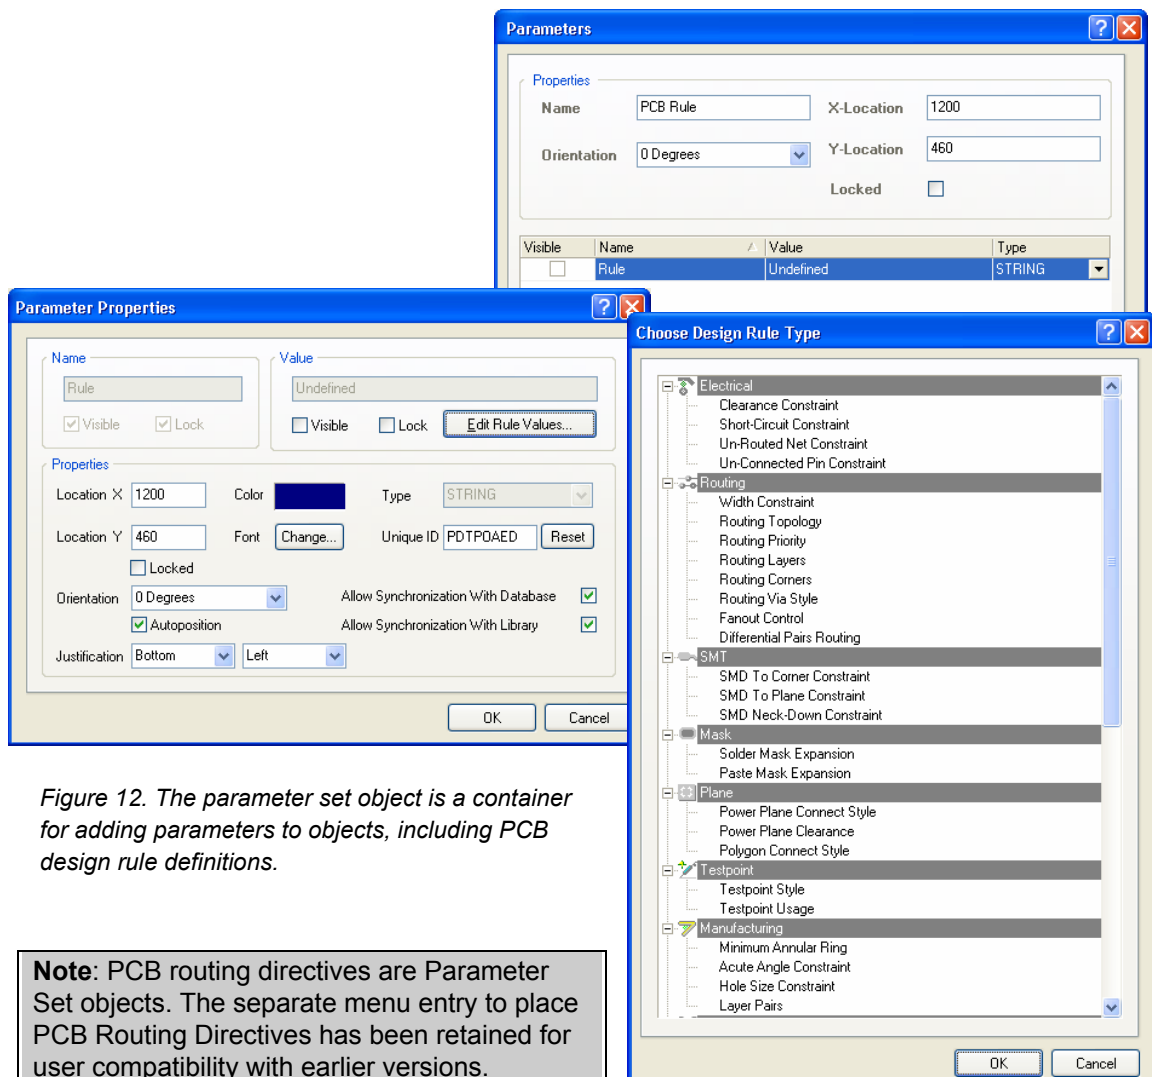 Parameters
Properties
Name PCB Rule X-Location 1200
Orientation 0 Degrees Y-Location 460
Locked
Visible Name Value Type
Rule Undefined STRING
Parameter Properties
Name
Rule
Visible Lock
Value
Undefined
Visible Lock Edit Rule Values...
Properties
Location X 1200 Color Type STRING
Location Y 460 Font Change... Unique ID PDTPOAED Reset
Locked
Orientation 0 Degrees Allow Synchronization With Database
Autoposition Allow Synchronization With Library
Justification Bottom Left
OK Cancel
Choose Design Rule Type
Electrical
Clearance Constraint
Short-Circuit Constraint
Un-Routed Net Constraint
Un-Connected Pin Constraint
Routing
Width Constraint
Routing Topology
Routing Priority
Routing Layers
Routing Corners
Routing Via Style
Fanout Control
Differential Pairs Routing
SMT
SMD To Corner Constraint
SMD To Plane Constraint
SMD Neck-Down Constraint
Mask
Solder Mask Expansion
Paste Mask Expansion
Plane
Power Plane Connect Style
Power Plane Clearance
Polygon Connect Style
Testpoint
Testpoint Style
Testpoint Usage
Manufacturing
Minimum Annular Ring
Acute Angle Constraint
Hole Size Constraint
Layer Pairs
OK Cancel
Figure 12. The parameter set object is a container
for adding parameters to objects, including PCB
design rule definitions.
Note: PCB routing directives are Parameter
Set objects. The separate menu entry to place
PCB Routing Directives has been retained for
user compatibility with earlier versions.